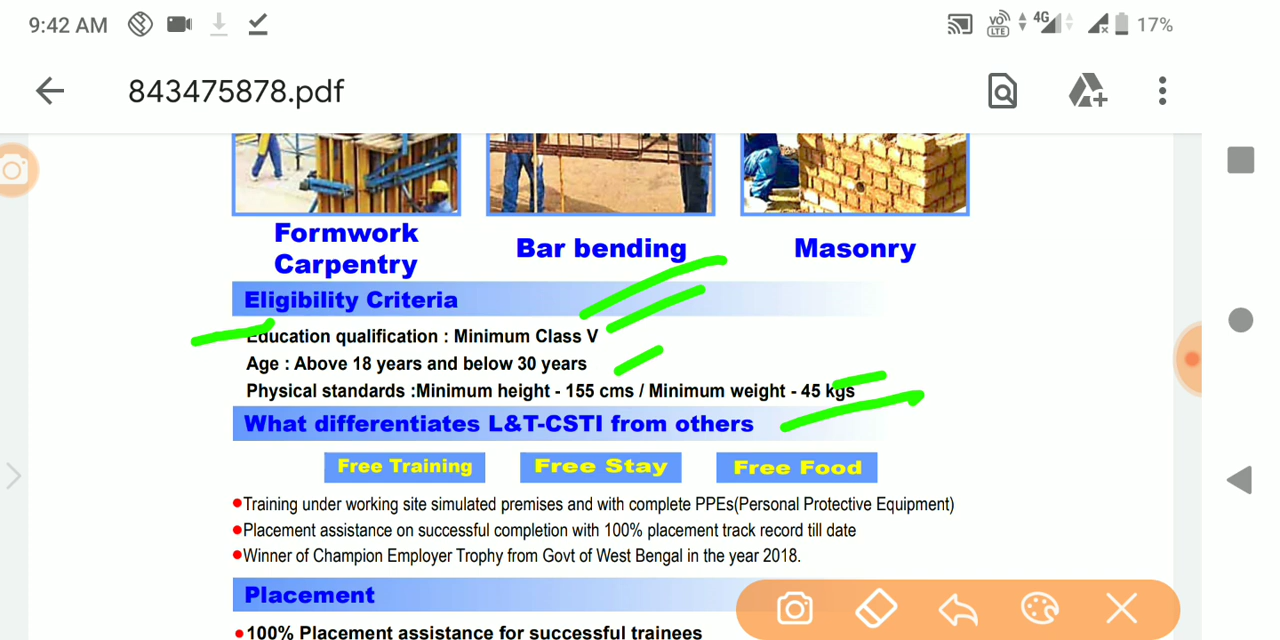 9:42 AM
VO
LTE
4G
17%
843475878.pdf
Formwork
Carpentry
Bar bending
Masonry
Eligibility Criteria
Education qualification : Minimum Class V
Age : Above 18 years and below 30 years
Physical standards :Minimum height - 155 cms / Minimum weight - 45 kgs
What differentiates L&T-CSTI from others
Free Training Free Stay Free Food
●Training under working site simulated premises and with complete PPEs(Personal Protective Equipment)
●Placement assistance on successful completion with 100% placement track record till date
●Winner of Champion Employer Trophy from Govt of West Bengal in the year 2018.
Placement
●100% Placement assistance for successful trainees